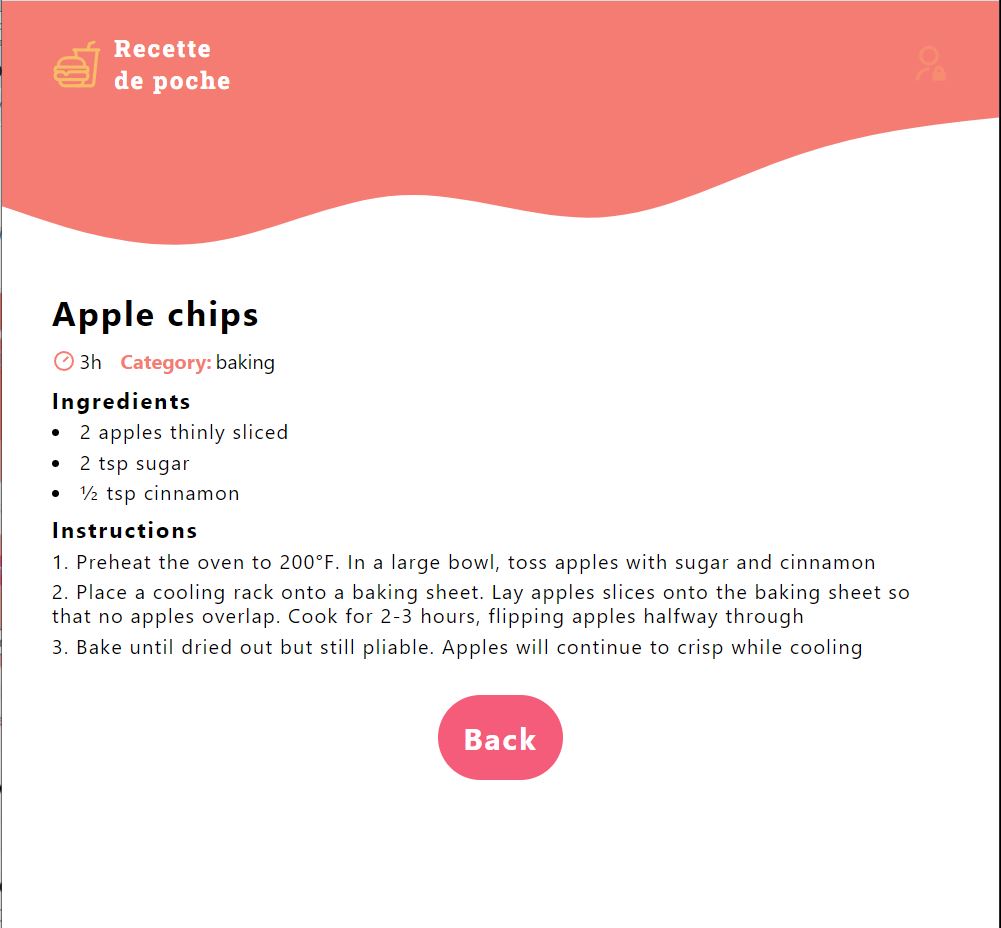 Recette
de poche
Apple chips
3h Category: baking
Ingredients
• 2 apples thinly sliced
• 2 tsp sugar
• ½ tsp cinnamon
Instructions
1. Preheat the oven to 200°F. In a large bowl, toss apples with sugar and cinnamon
2. Place a cooling rack onto a baking sheet. Lay apples slices onto the baking sheet so
that no apples overlap. Cook for 2-3 hours, flipping apples halfway through
3. Bake until dried out but still pliable. Apples will continue to crisp while cooling
Back